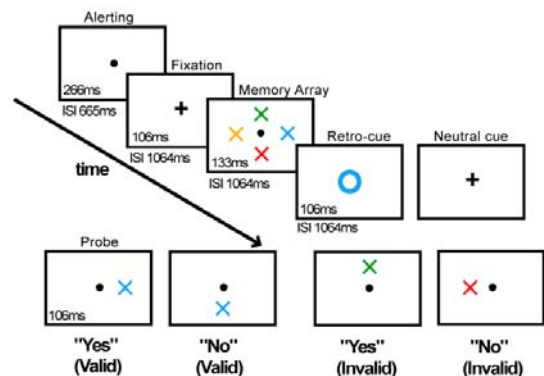 Alerting
266ms
ISI 665ms
Fixation
106ms
ISI 1064ms
Memory Array
133ms
ISI 1064ms
Retro-cue
106ms
ISI 1064ms
Neutral cue
time
Probe
106ms
"Yes"
(Valid)
"No"
(Valid)
"Yes"
(Invalid)
"No"
(Invalid)